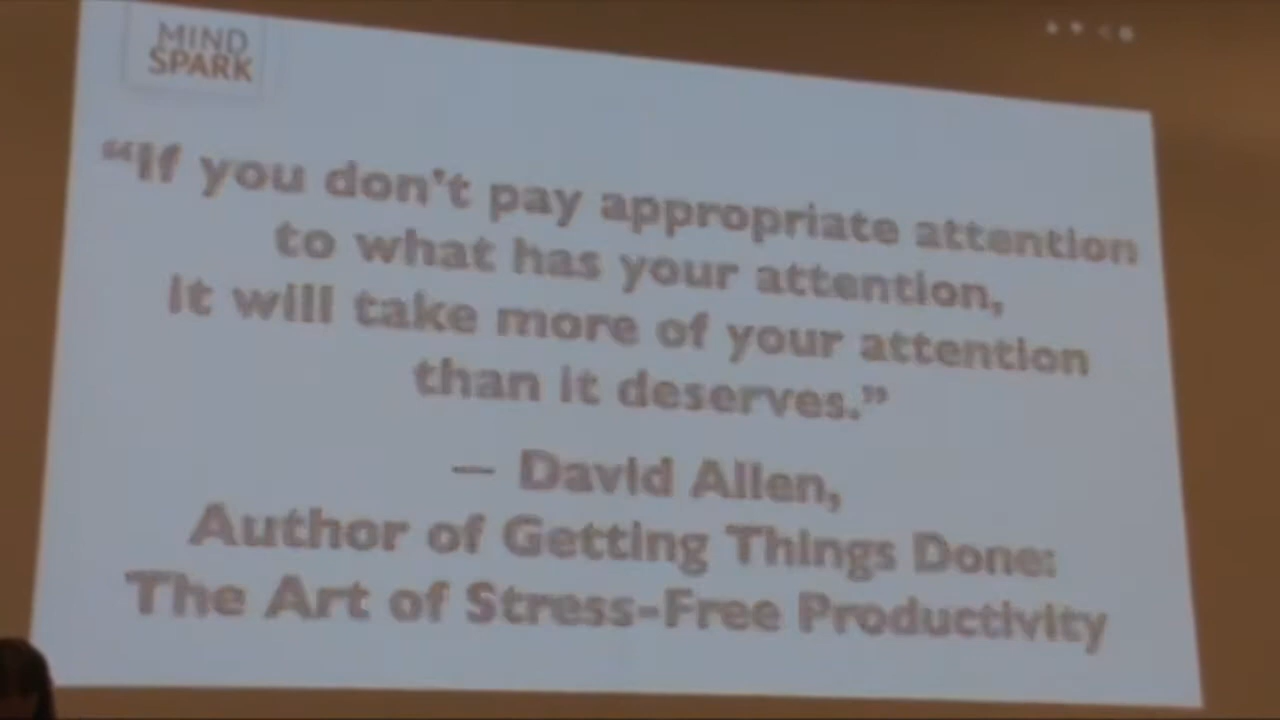 MIND
SPARK
“If you don't pay appropriate attention
to what has your attention,
it will take more of your attention
than it deserves.”
— David Allen,
Author of Getting Things Done:
The Art of Stress-Free Productivity